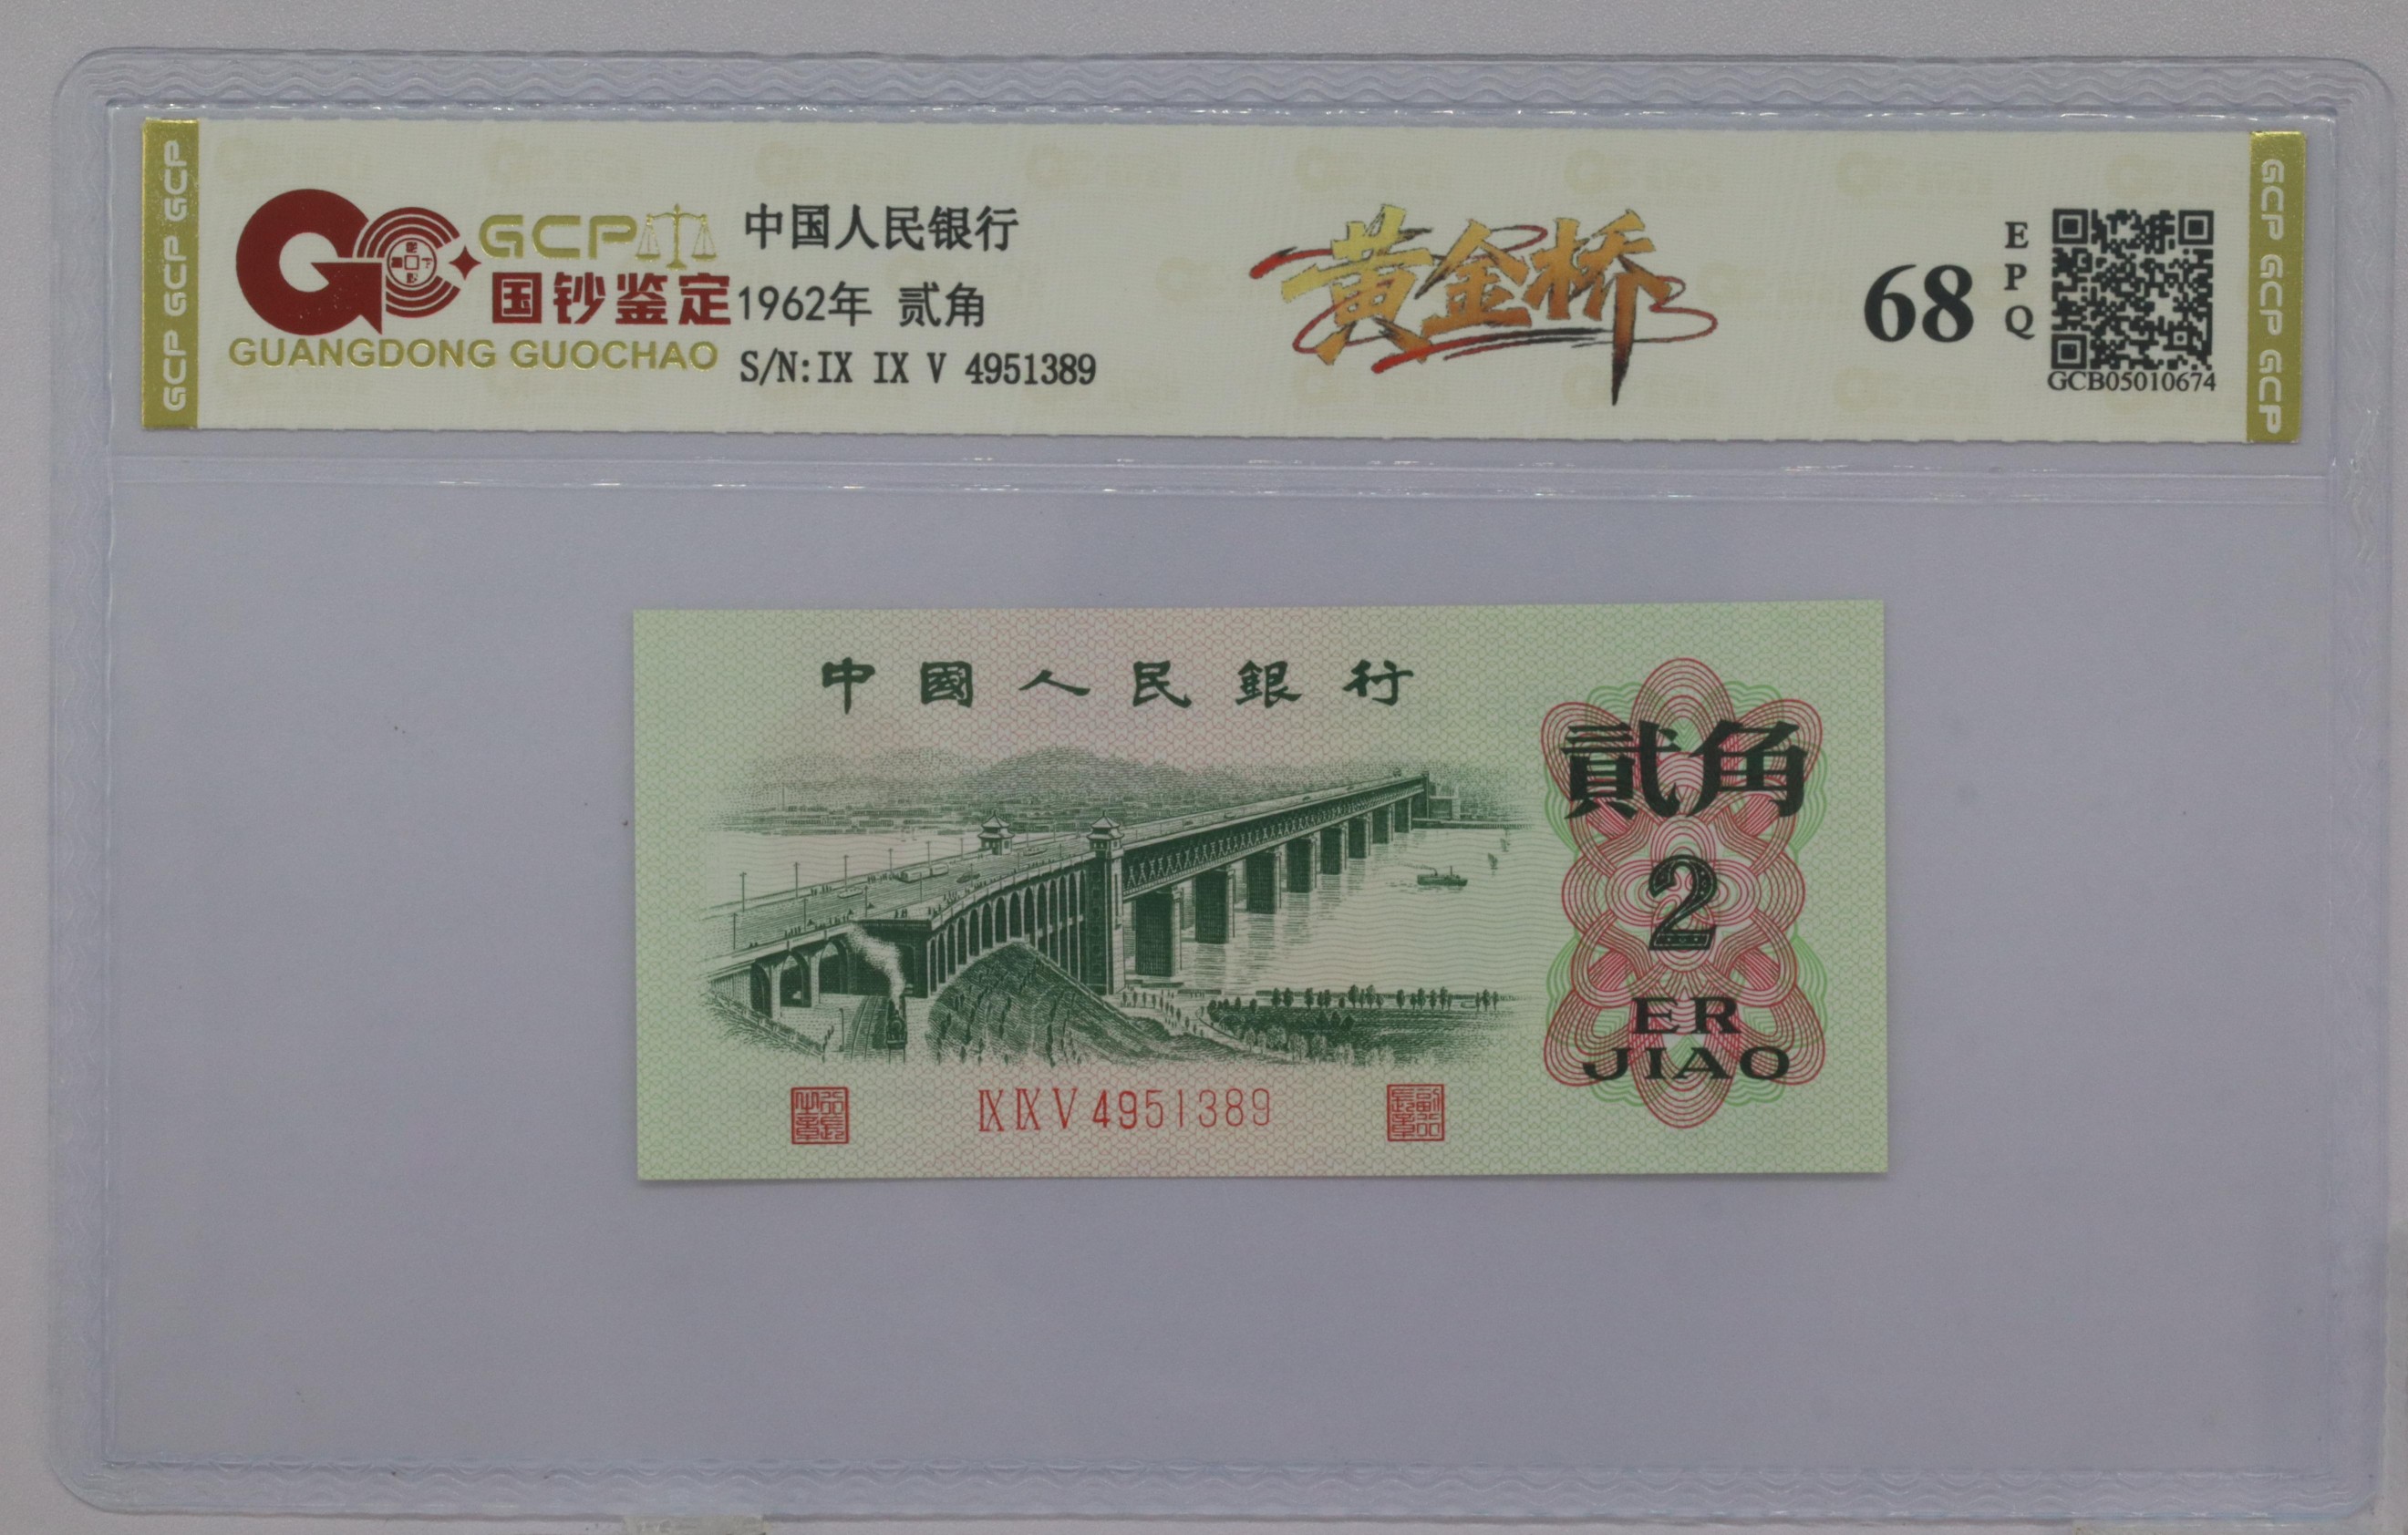 GCP GCP GCP
GCP
国钞鉴定
GUANGDONG GUOCHAO
中国人民银行
1962年 贰角
S/N:IX IX V 4951389
黄金桥
68
EPQ
GCB05010674
GCP GCP GCP
中國人民銀行
貳角
2
ER
JIAO
IX IX V 4951389